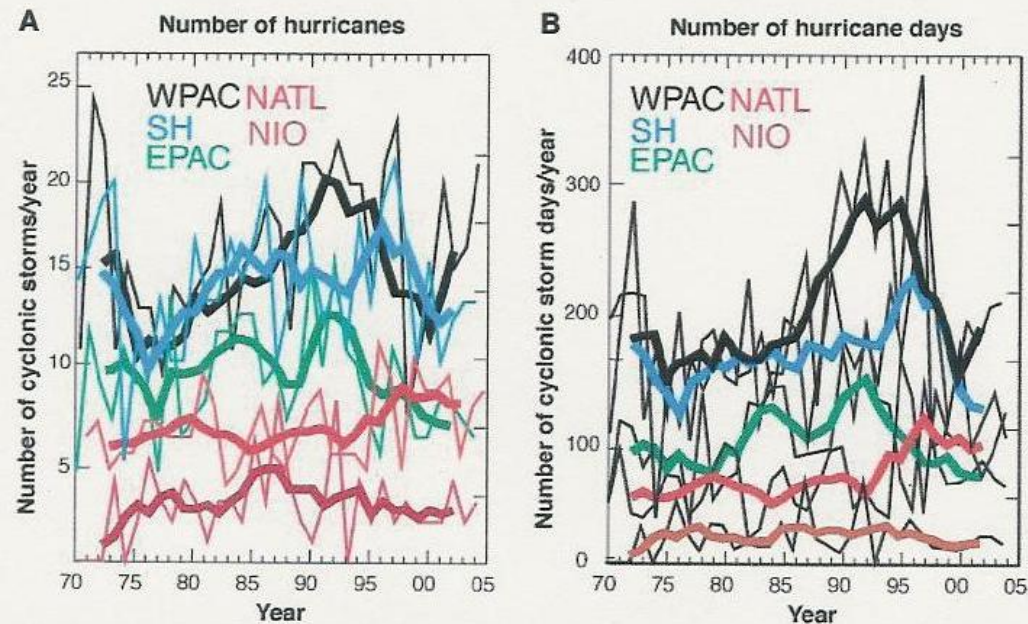 A
Number of hurricanes
Number of cyclonic storms/year
25
20
15
10
5
WPAC NATL
SH NIO
EPAC
70 75 80 85 90 95 00 05
Year
B
Number of hurricane days
Number of cyclonic storm days/year
400
300
200
100
0
WPAC NATL
SH NIO
EPAC
70 75 80 85 90 95 00 05
Year